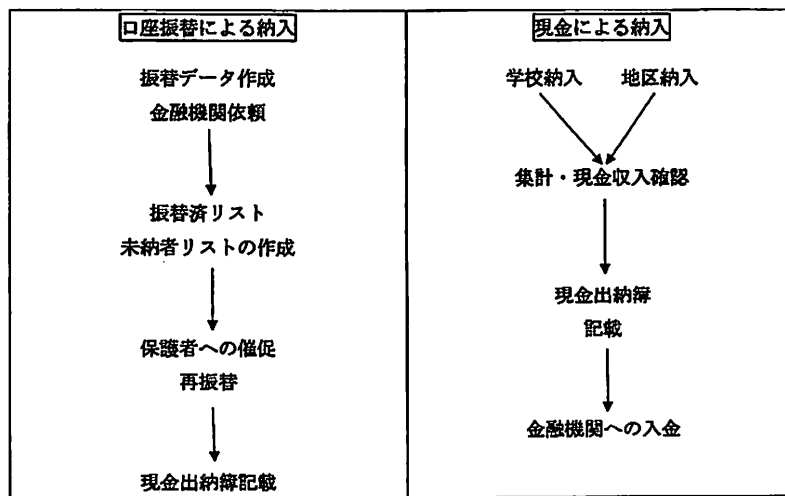 口座振替による納入
振替データ作成
金融機関依頼
振替済リスト
未納者リストの作成
保護者への催促
再振替
現金出納簿記載
現金による納入
学校納入 地区納入
集計・現金収入確認
現金出納簿
記載
金融機関への入金